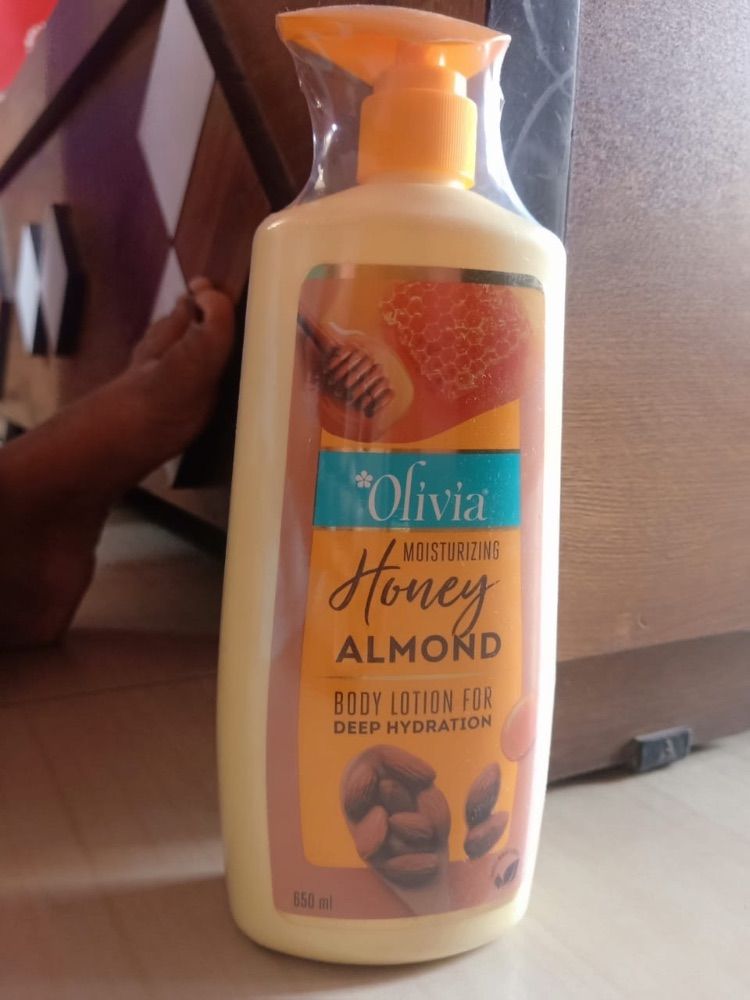 Olivia
MOISTURIZING
Honey
ALMOND
BODY LOTION FOR
DEEP HYDRATION
650 ml